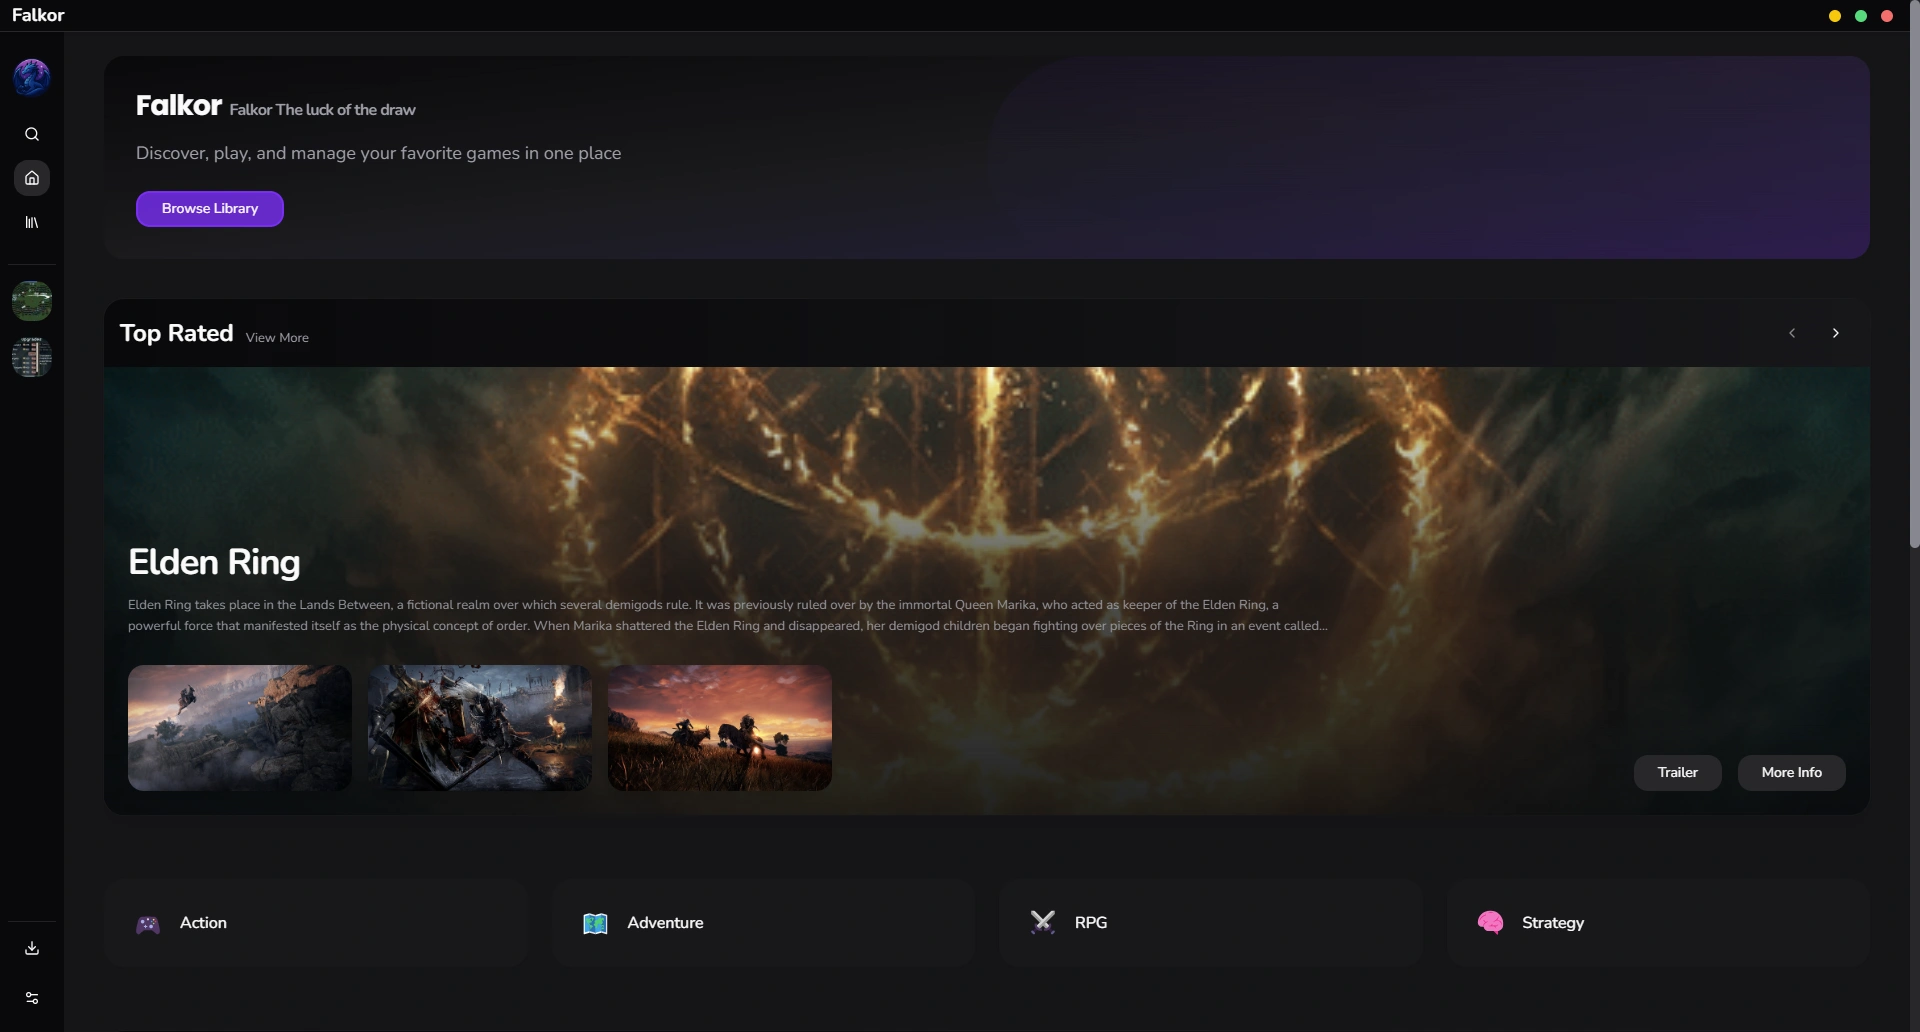 Falkor
Falkor Falkor The luck of the draw
Discover, play, and manage your favorite games in one place
Browse Library
Top Rated View More
Elden Ring
Elden Ring takes place in the Lands Between, a fictional realm over which several demigods rule. It was previously ruled over by the immortal Queen Marika, who acted as keeper of the Elden Ring, a
powerful force that manifested itself as the physical concept of order. When Marika shattered the Elden Ring and disappeared, her demigod children began fighting over pieces of the Ring in an event called...
Trailer More Info
Action Adventure RPG Strategy